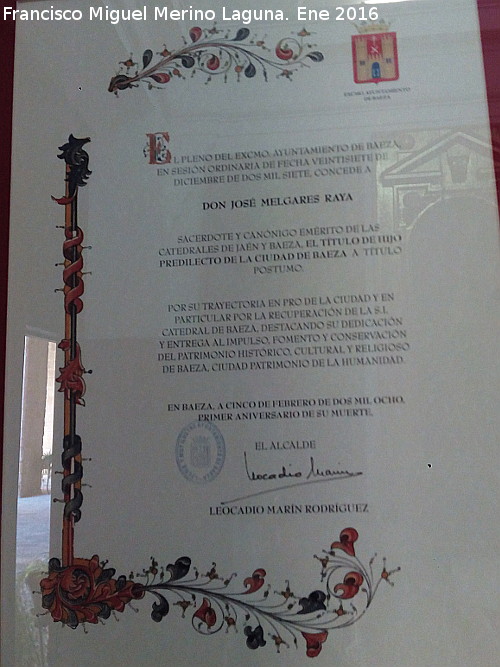 Francisco Miguel Merino Laguna. Ene 2016
EXCMO. AYUNTAMIENTO
DE BAEZA
EL PLENO DEL EXCMO. AYUNTAMIENTO DE BAEZA,
EN SESIÓN ORDINARIA DE FECHA VEINTISIETE DE
DICIEMBRE DE DOS MIL SIETE, CONCEDE A
DON JOSÉ MELGARES RAYA
SACERDOTE Y CANÓNIGO EMÉRITO DE LAS
CATEDRALES DE JAÉN Y BAEZA, EL TÍTULO DE HIJO
PREDILECTO DE LA CIUDAD DE BAEZA A TÍTULO
POSTUMO.
POR SU TRAYECTORIA EN PRO DE LA CIUDAD Y EN
PARTICULAR POR LA RECUPERACIÓN DE LA S.I.
CATEDRAL DE BAEZA, DESTACANDO SU DEDICACIÓN
Y ENTREGA AL IMPULSO, FOMENTO Y CONSERVACIÓN
DEL PATRIMONIO HISTÓRICO, CULTURAL Y RELIGIOSO
DE BAEZA, CIUDAD PATRIMONIO DE LA HUMANIDAD.
EN BAEZA, A CINCO DE FEBRERO DE DOS MIL OCHO,
PRIMER ANIVERSARIO DE SU MUERTE.
EL ALCALDE
Leocadio Marín
LEOCADIO MARÍN RODRÍGUEZ